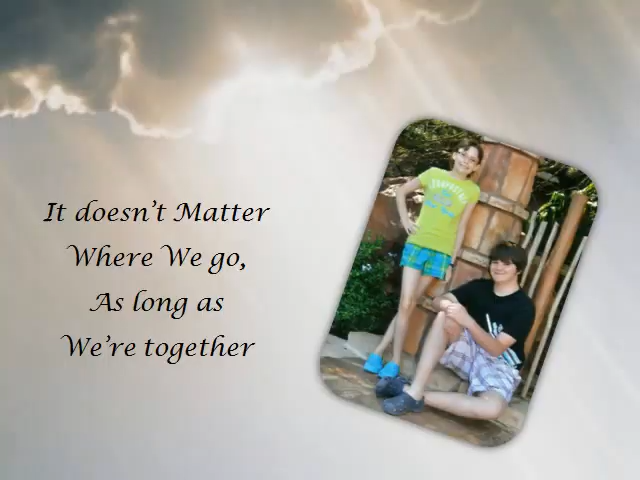 It doesn't Matter
Where We go,
As long as
We're together